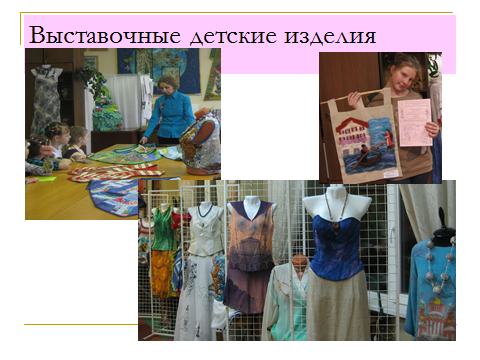 Выставочные детские изделия